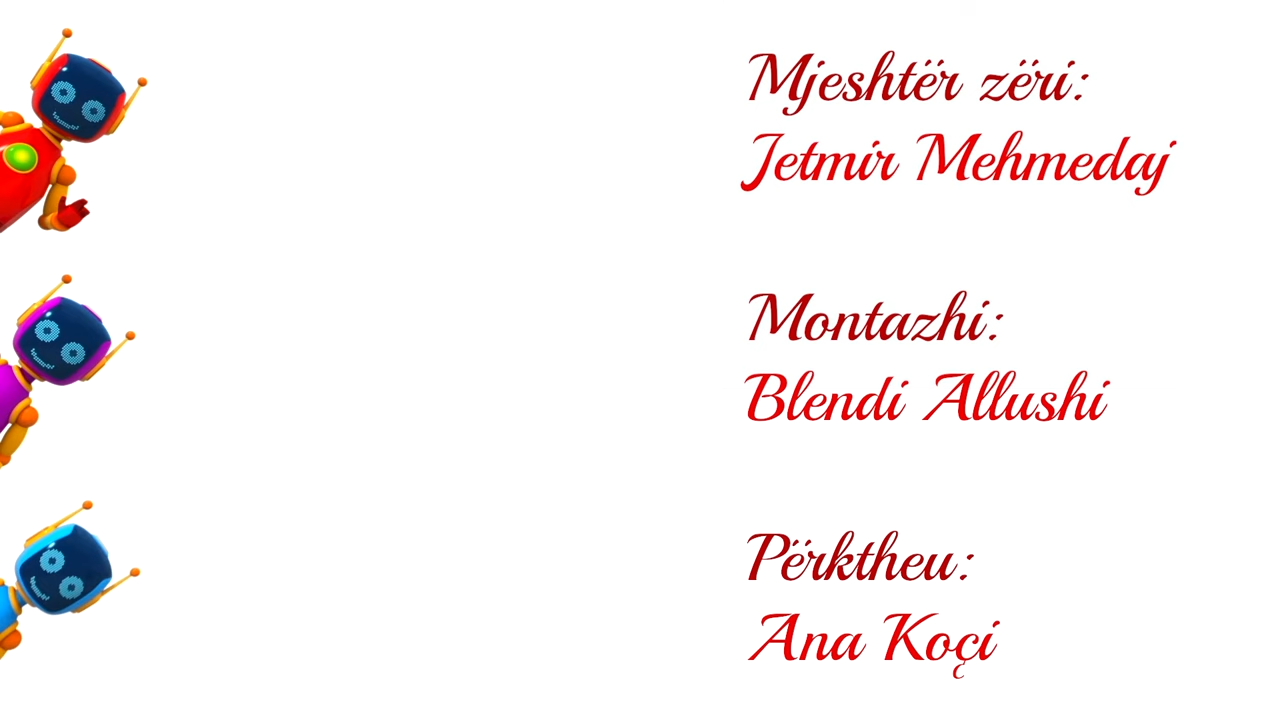 Mjeshtër zëri:
Jetmir Mehmedaj
Montazhi:
Blendi Allushi
Përktheu:
Ana Koçi